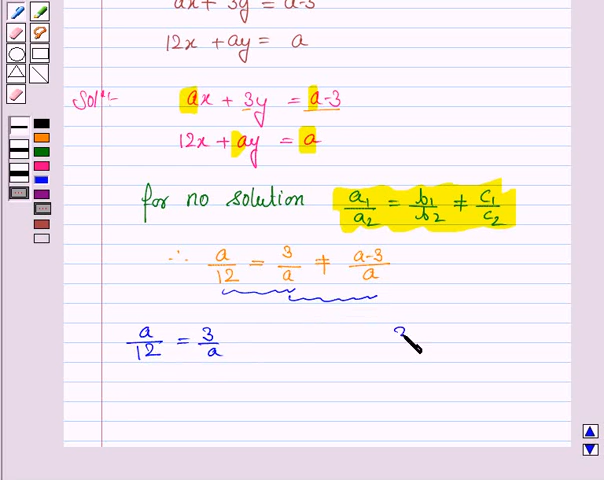 ax + 3y = a-3
12x + ay = a
Solⁿ:-
ax + 3y = a-3
12x + ay = a
for no solution a₁/a₂ = b₁/b₂ ≠ c₁/c₂
∴ a/12 = 3/a ≠ a-3/a
a/12 = 3/a 3